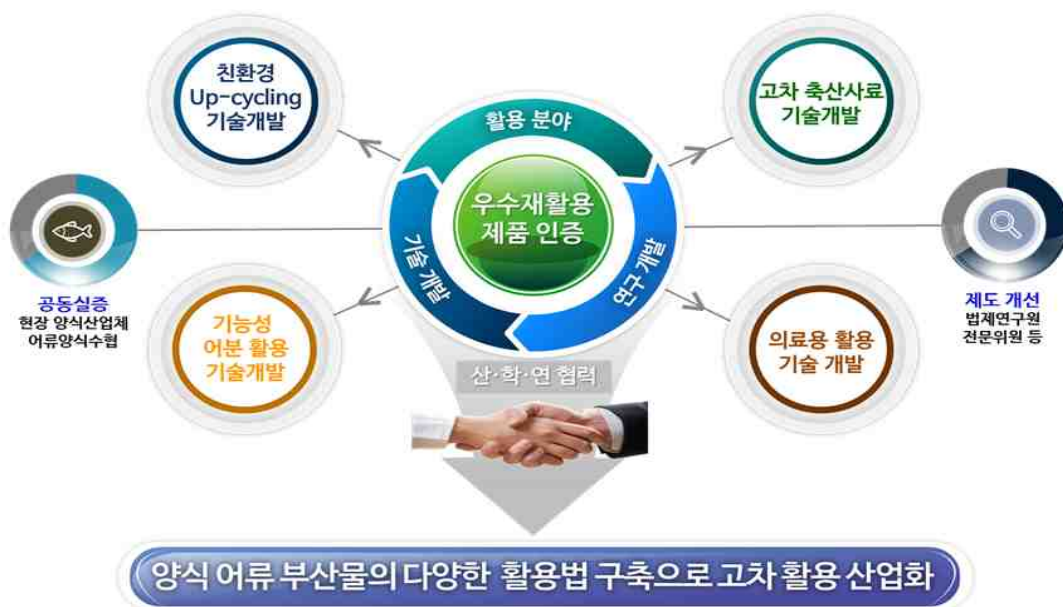 친환경
Up-cycling
기술개발
고차 축산사료
기술개발
활용 분야
우수재활용
제품 인증
기술 개발
연구 개발
공동실증
현장 양식산업체
어류양식수협
제도 개선
법제연구원
전문위원 등
기능성
어분 활용
기술개발
의료용 활용
기술 개발
산·학·연 협력
양식 어류 부산물의 다양한 활용법 구축으로 고차 활용 산업화